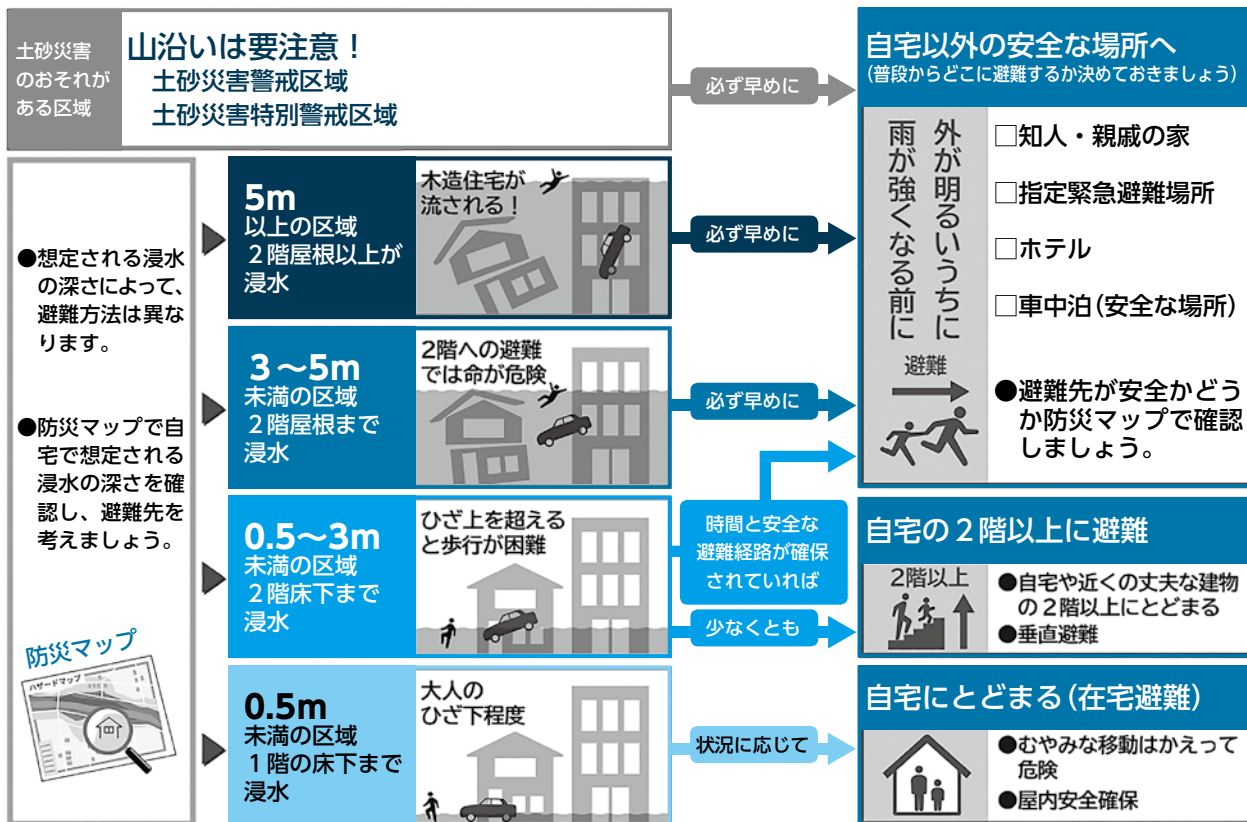 土砂災害
のおそれが
ある区域
山沿いは要注意！
土砂災害警戒区域
土砂災害特別警戒区域
必ず早めに
●想定される浸水
の深さによって、
避難方法は異な
ります。
●防災マップで自
宅で想定される
浸水の深さを確
認し、避難先を
考えましょう。
防災マップ
ハザードマップ
5m
以上の区域
２階屋根以上が
浸水
木造住宅が
流される！
必ず早めに
３～5m
未満の区域
２階屋根まで
浸水
2階への避難
では命が危険
必ず早めに
0.5～3m
未満の区域
２階床下まで
浸水
ひざ上を超える
と歩行が困難
時間と安全な
避難経路が確保
されていれば
少なくとも
0.5m
未満の区域
１階の床下まで
浸水
大人の
ひざ下程度
状況に応じて
自宅以外の安全な場所へ
(普段からどこに避難するか決めておきましょう)
外が明るいうちに
雨が強くなる前に
避難
□知人・親戚の家
□指定緊急避難場所
□ホテル
□車中泊(安全な場所)
●避難先が安全かどう
か防災マップで確認
しましょう。
自宅の２階以上に避難
2階以上
●自宅や近くの丈夫な建物
の２階以上にとどまる
●垂直避難
自宅にとどまる(在宅避難)
●むやみな移動はかえって
危険
●屋内安全確保